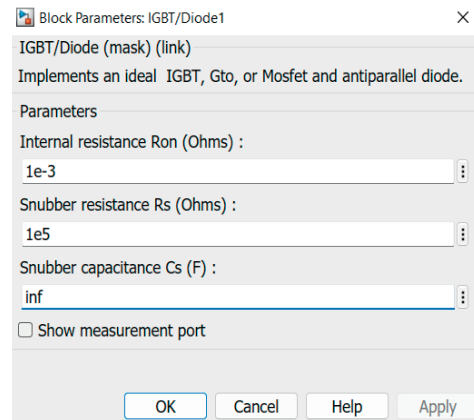 Block Parameters: IGBT/Diode1
IGBT/Diode (mask) (link)
Implements an ideal IGBT, Gto, or Mosfet and antiparallel diode.
Parameters
Internal resistance Ron (Ohms) :
1e-3
Snubber resistance Rs (Ohms) :
1e5
Snubber capacitance Cs (F) :
inf
Show measurement port
OK Cancel Help Apply